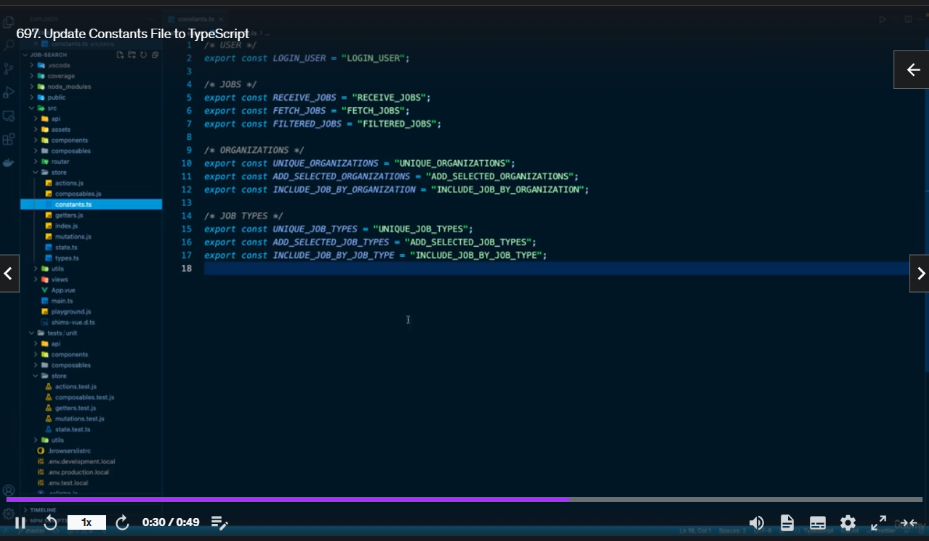 697. Update Constants File to TypeScript
constants.ts
JOB-SEARCH
.vscode
coverage
node_modules
public
src
api
assets
components
composables
router
store
actions.js
composables.js
constants.ts
getters.js
index.js
mutations.js
state.ts
types.ts
utils
views
App.vue
main.ts
playground.js
shims-vue.d.ts
tests/unit
api
components
composables
store
actions.test.js
composables.test.js
getters.test.js
mutations.test.js
state.test.ts
utils
.browserslistrc
.env.development.local
.env.production.local
.env.test.local
TIMELINE
1 /* USER */
2 export const LOGIN_USER = "LOGIN_USER";
3
4 /* JOBS */
5 export const RECEIVE_JOBS = "RECEIVE_JOBS";
6 export const FETCH_JOBS = "FETCH_JOBS";
7 export const FILTERED_JOBS = "FILTERED_JOBS";
8
9 /* ORGANIZATIONS */
10 export const UNIQUE_ORGANIZATIONS = "UNIQUE_ORGANIZATIONS";
11 export const ADD_SELECTED_ORGANIZATIONS = "ADD_SELECTED_ORGANIZATIONS";
12 export const INCLUDE_JOB_BY_ORGANIZATION = "INCLUDE_JOB_BY_ORGANIZATION";
13
14 /* JOB TYPES */
15 export const UNIQUE_JOB_TYPES = "UNIQUE_JOB_TYPES";
16 export const ADD_SELECTED_JOB_TYPES = "ADD_SELECTED_JOB_TYPES";
17 export const INCLUDE_JOB_BY_JOB_TYPE = "INCLUDE_JOB_BY_JOB_TYPE";
18
1x
0:30 / 0:49